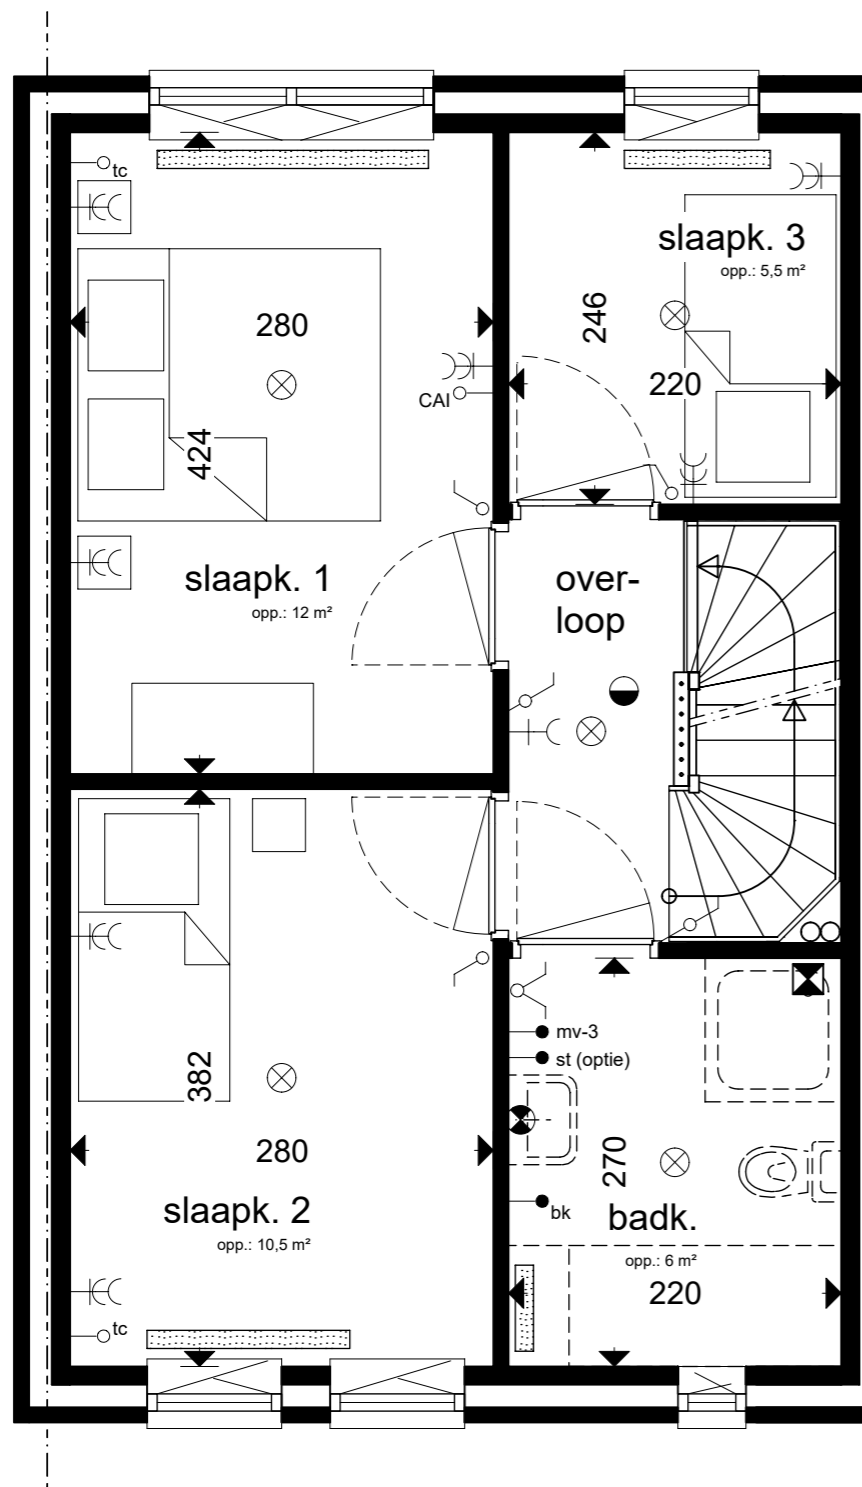 tc
slaapk. 3
opp.: 5,5 m²
280
246
220
CAI
424
slaapk. 1
opp.: 12 m²
over-
loop
mv-3
st (optie)
382
280
270
slaapk. 2
opp.: 10,5 m²
bk
badk.
opp.: 6 m²
220
tc